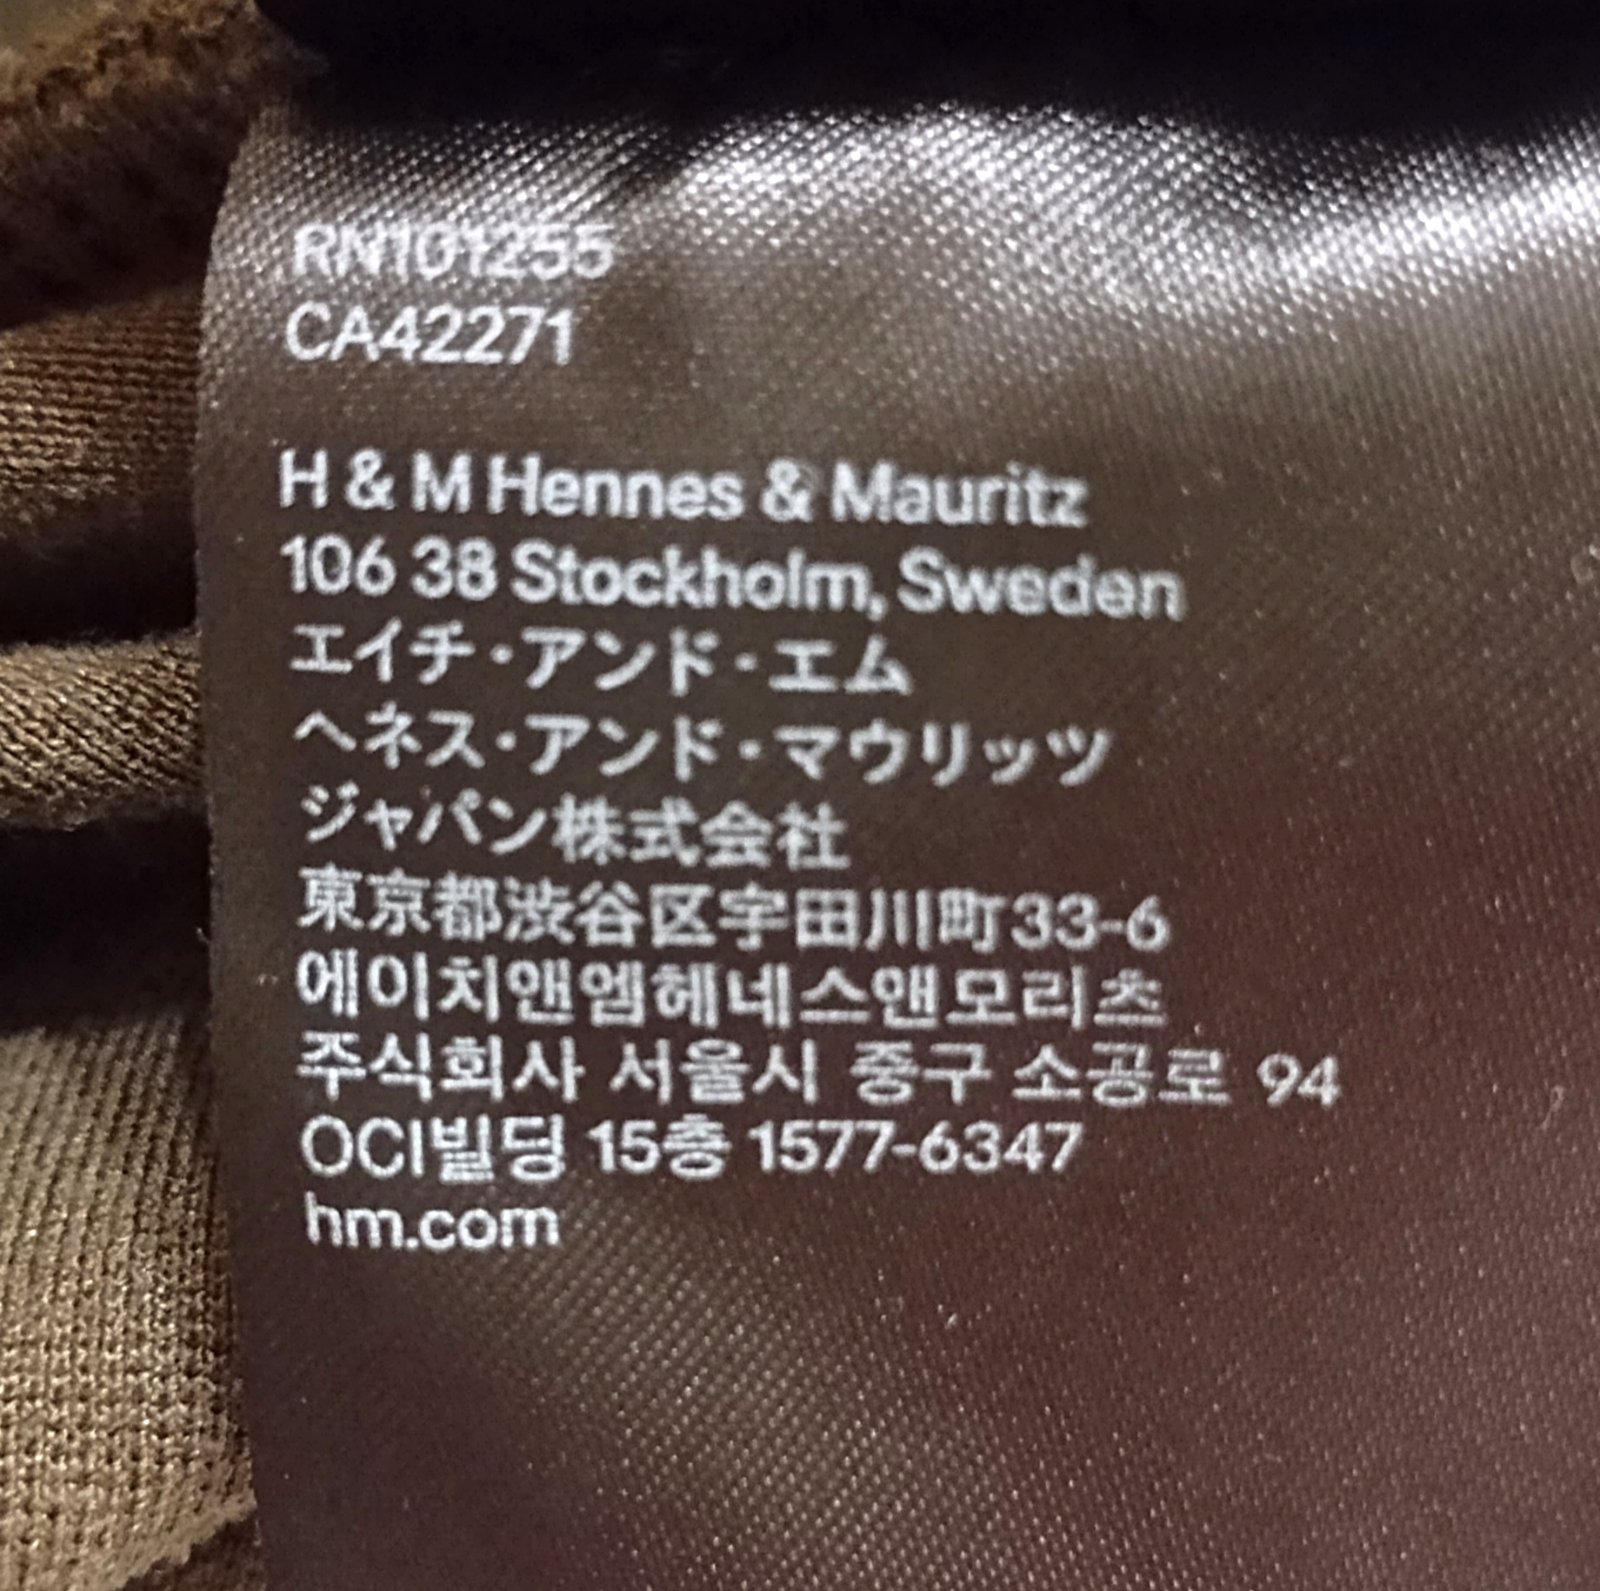 RN101255
CA42271
H & M Hennes & Mauritz
106 38 Stockholm, Sweden
エイチ・アンド・エム
ヘネス・アンド・マウリッツ
ジャパン株式会社
東京都渋谷区宇田川町33-6
에이치앤엠헤네스앤모리츠
주식회사 서울시 중구 소공로 94
OCI빌딩 15층 1577-6347
hm.com